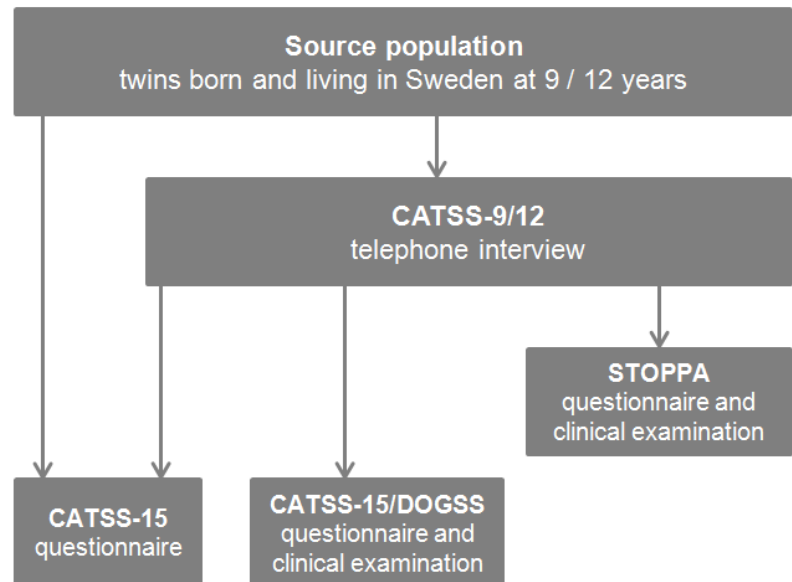 Source population
twins born and living in Sweden at 9 / 12 years
CATSS-9/12
telephone interview
STOPPA
questionnaire and
clinical examination
CATSS-15
questionnaire
CATSS-15/DOGSS
questionnaire and
clinical examination